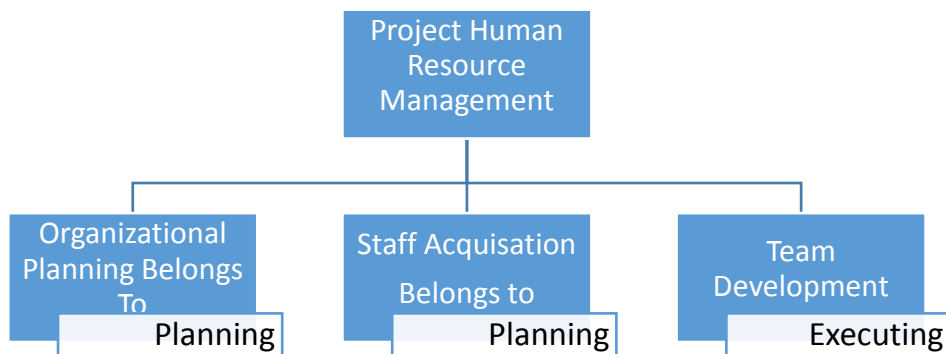 Project Human
Resource
Management
Organizational
Planning Belongs
To
Planning
Staff Acquisation
Belongs to
Planning
Team
Development
Executing